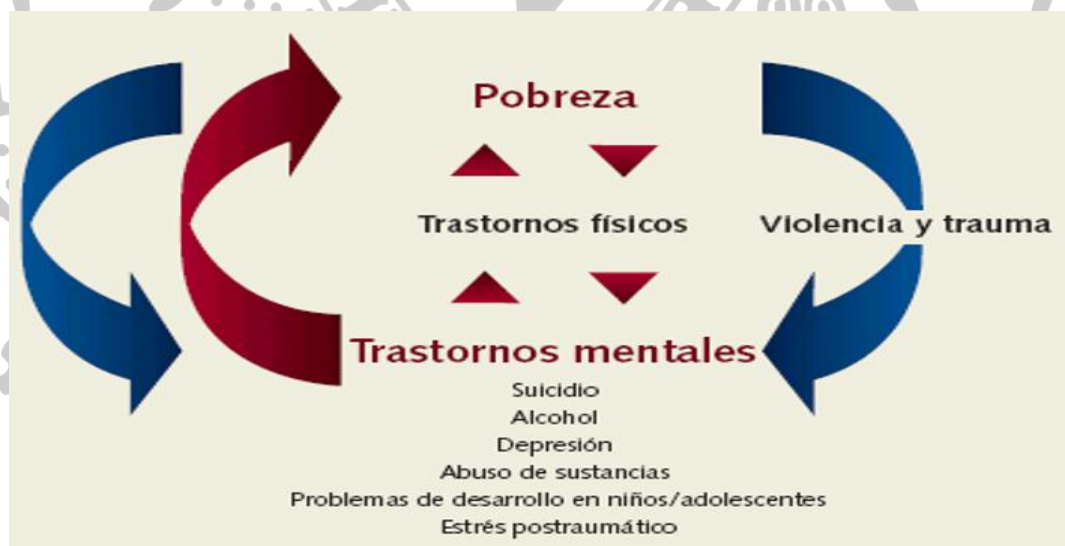 Pobreza
Trastornos físicos
Violencia y trauma
Trastornos mentales
Suicidio
Alcohol
Depresión
Abuso de sustancias
Problemas de desarrollo en niños/adolescentes
Estrés postraumático